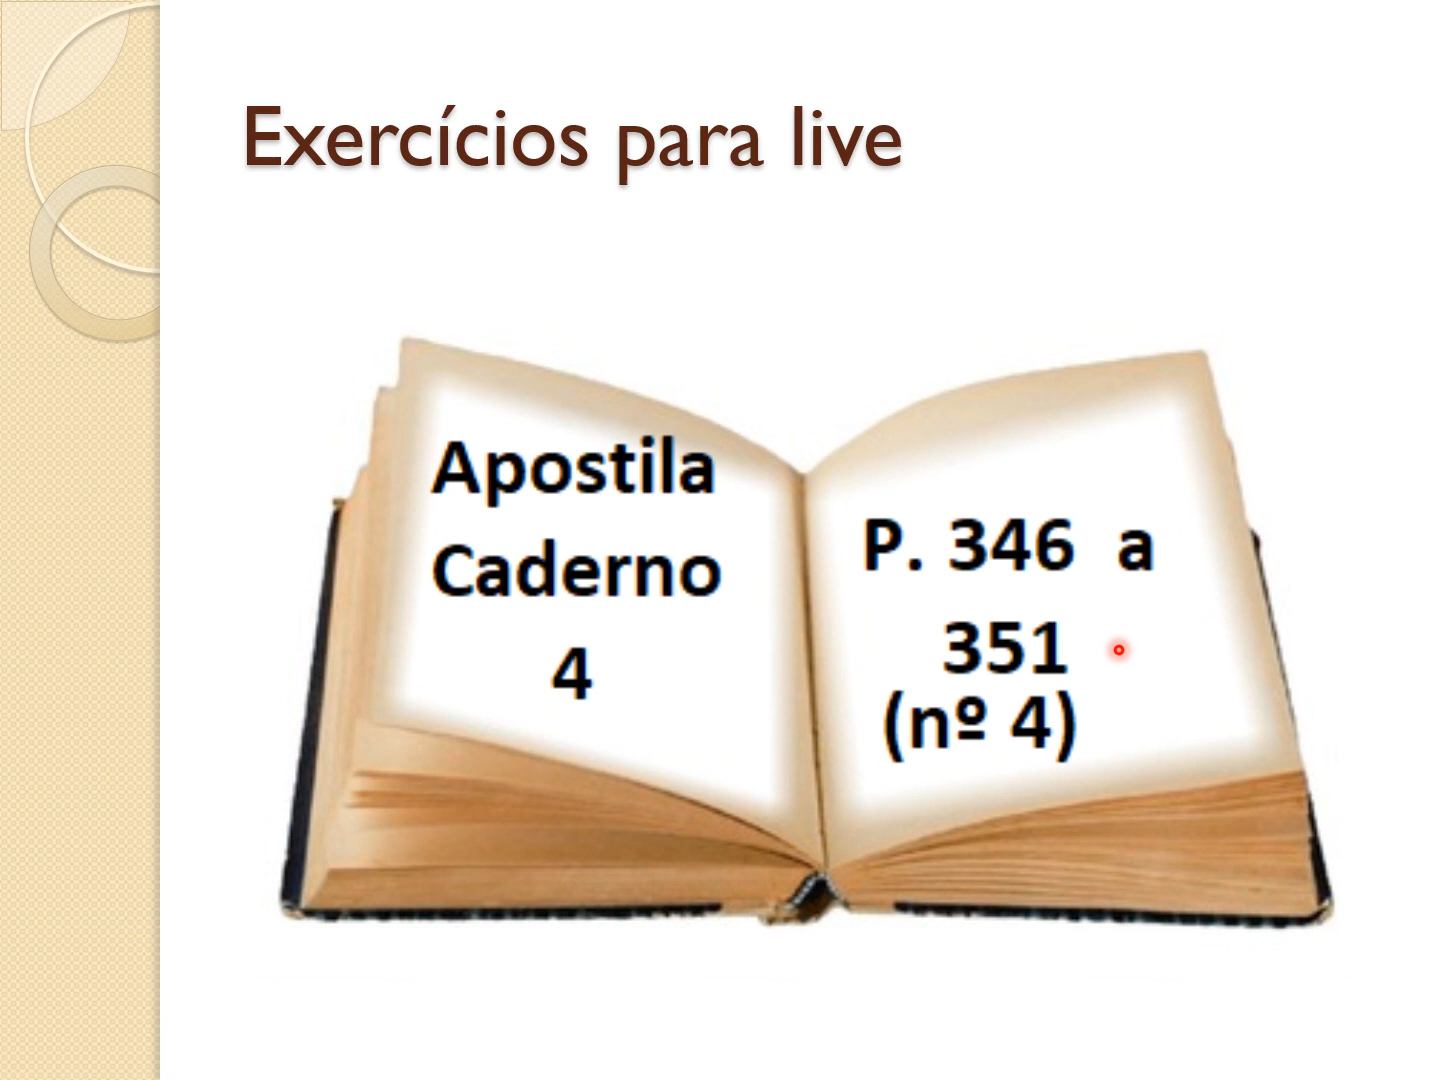 Exercícios para live
Apostila
Caderno
4
P. 346 a
351
(nº 4)